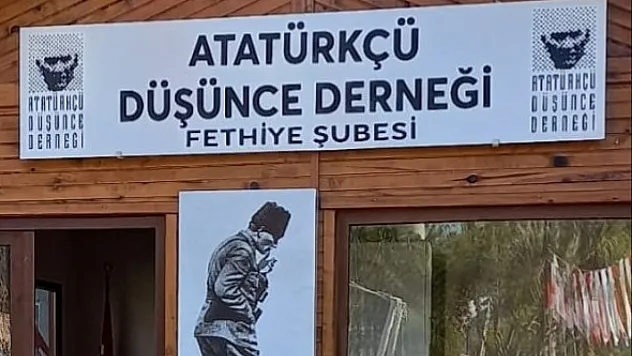 ATATÜRKÇÜ
DÜŞÜNCE DERNEĞİ
FETHİYE ŞUBESİ
ATATÜRKÇÜ
DÜŞÜNCE
DERNEĞİ
ATATÜRKÇÜ
DÜŞÜNCE
DERNEĞİ